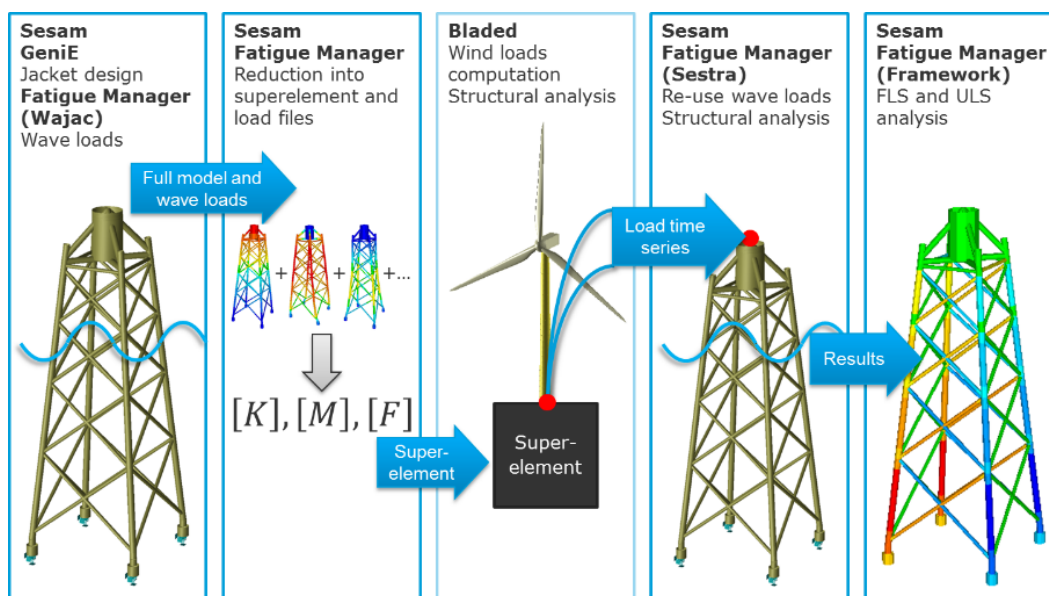 Sesam
GeniE
Jacket design
Fatigue Manager
(Wajac)
Wave loads
Full model and
wave loads
Sesam
Fatigue Manager
Reduction into
superelement and
load files
+ + +...
[K], [M], [F]
Super-
element
Bladed
Wind loads
computation
Structural analysis
Super-
element
Load time
series
Sesam
Fatigue Manager
(Sestra)
Re-use wave loads
Structural analysis
Results
Sesam
Fatigue Manager
(Framework)
FLS and ULS
analysis